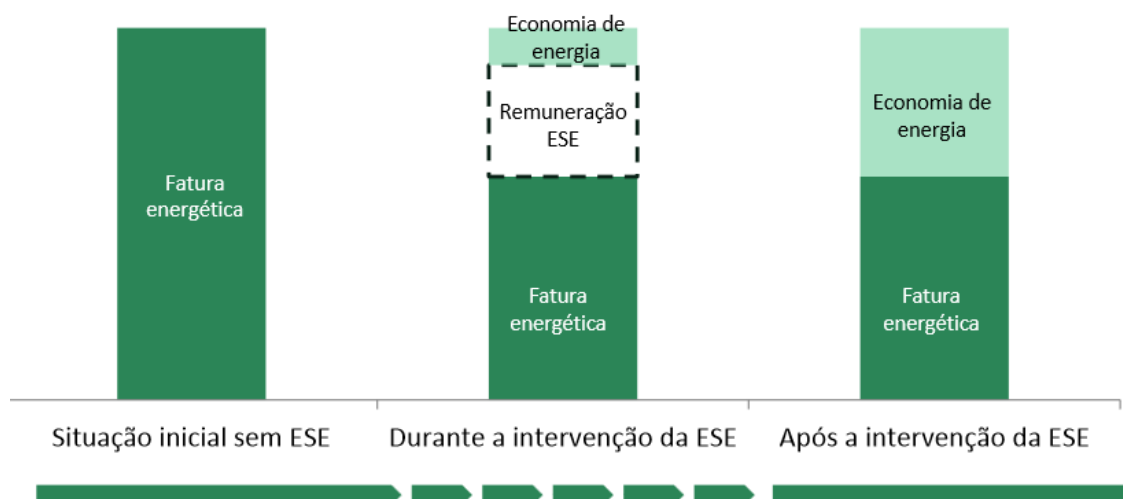 Fatura
energética
Economia de
energia
Remuneração
ESE
Fatura
energética
Economia de
energia
Fatura
energética
Situação inicial sem ESE
Durante a intervenção da ESE
Após a intervenção da ESE